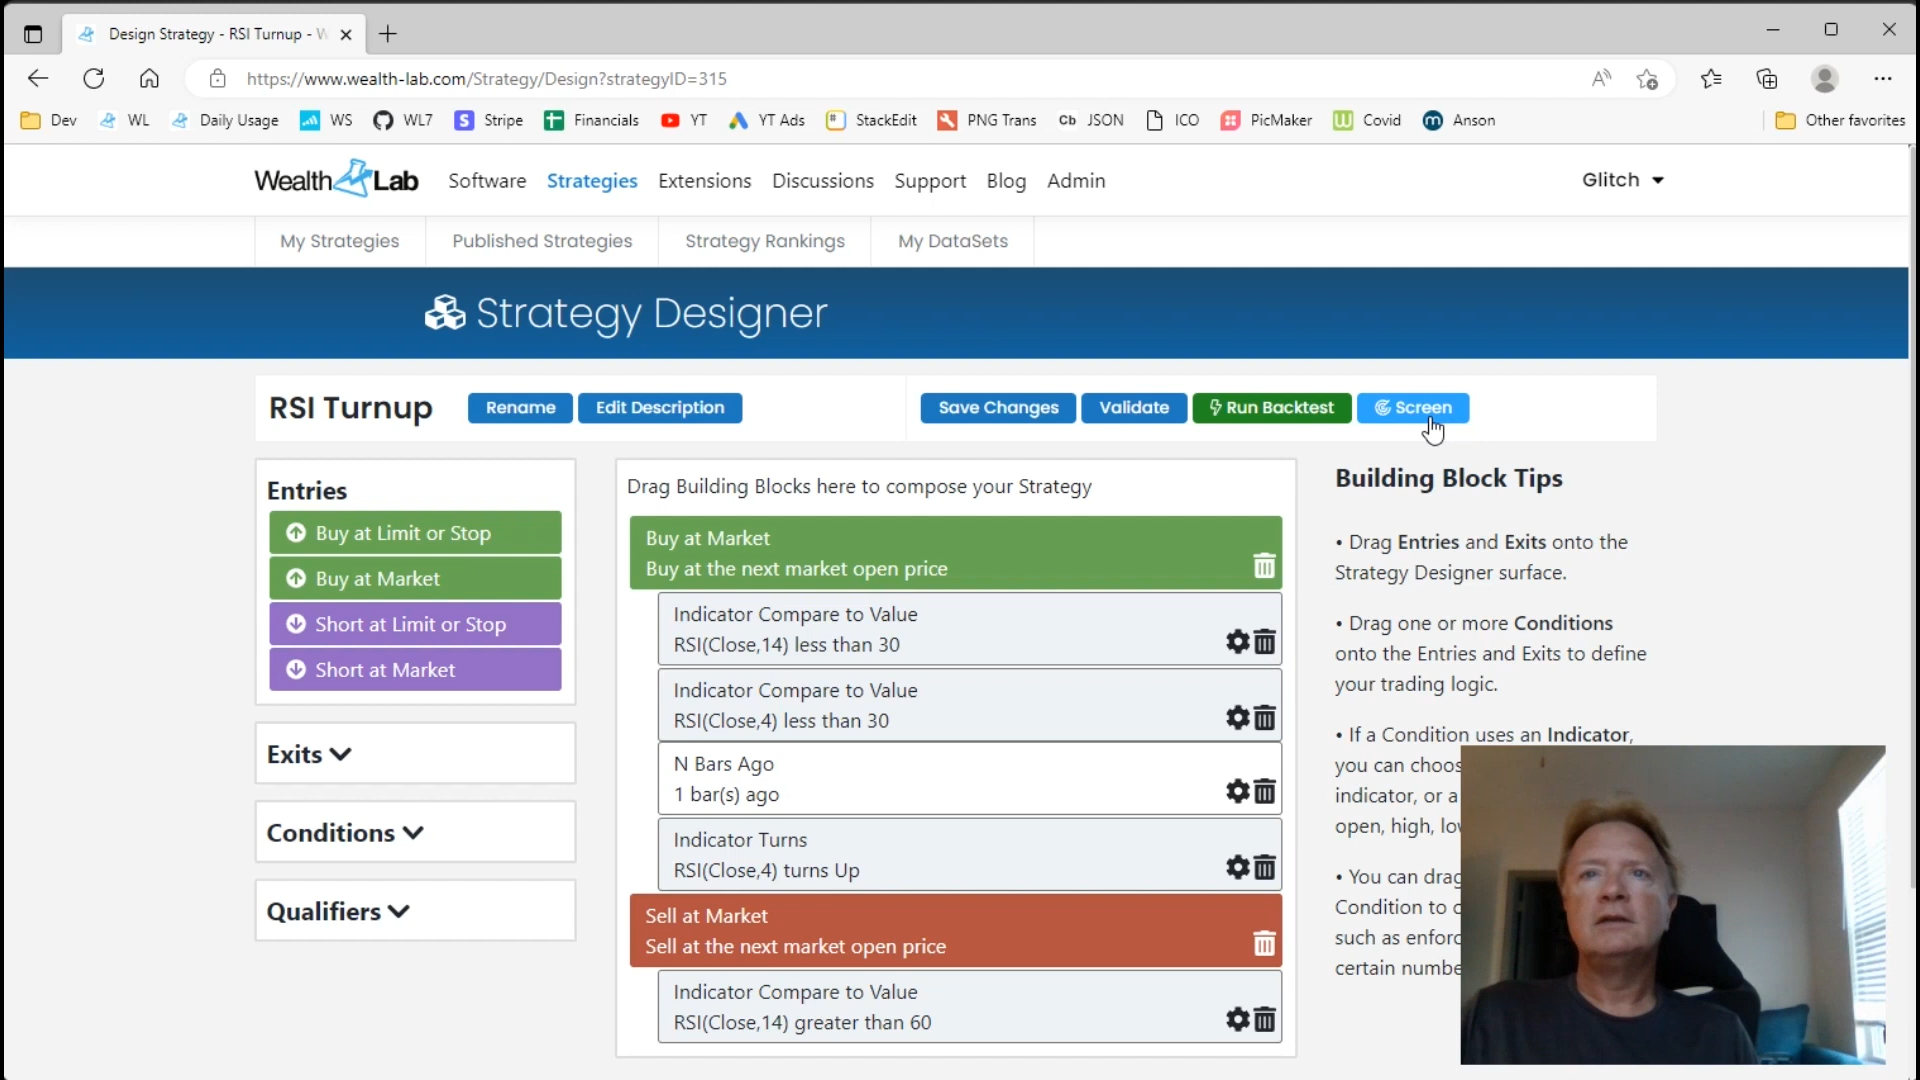 Design Strategy - RSI Turnup - W
https://www.wealth-lab.com/Strategy/Design?strategyID=315
Dev
WL
Daily Usage
WS
WL7
Stripe
Financials
YT
YT Ads
StackEdit
PNG Trans
JSON
ICO
PicMaker
Covid
Anson
Other favorites
WealthLab
Software
Strategies
Extensions
Discussions
Support
Blog
Admin
Glitch
My Strategies
Published Strategies
Strategy Rankings
My DataSets
Strategy Designer
RSI Turnup
Rename
Edit Description
Save Changes
Validate
Run Backtest
Screen
Entries
Buy at Limit or Stop
Buy at Market
Short at Limit or Stop
Short at Market
Exits
Conditions
Qualifiers
Drag Building Blocks here to compose your Strategy
Buy at Market
Buy at the next market open price
Indicator Compare to Value
RSI(Close,14) less than 30
Indicator Compare to Value
RSI(Close,4) less than 30
N Bars Ago
1 bar(s) ago
Indicator Turns
RSI(Close,4) turns Up
Sell at Market
Sell at the next market open price
Indicator Compare to Value
RSI(Close,14) greater than 60
Building Block Tips
• Drag Entries and Exits onto the
Strategy Designer surface.
• Drag one or more Conditions
onto the Entries and Exits to define
your trading logic.
• If a Condition uses an Indicator,
you can choos
indicator, or a
open, high, lo
• You can drag
Condition to
such as enforc
certain numbe